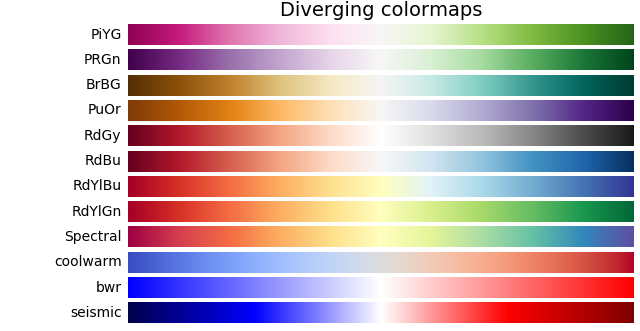 Diverging colormaps
PiYG
PRGn
BrBG
PuOr
RdGy
RdBu
RdYlBu
RdYlGn
Spectral
coolwarm
bwr
seismic